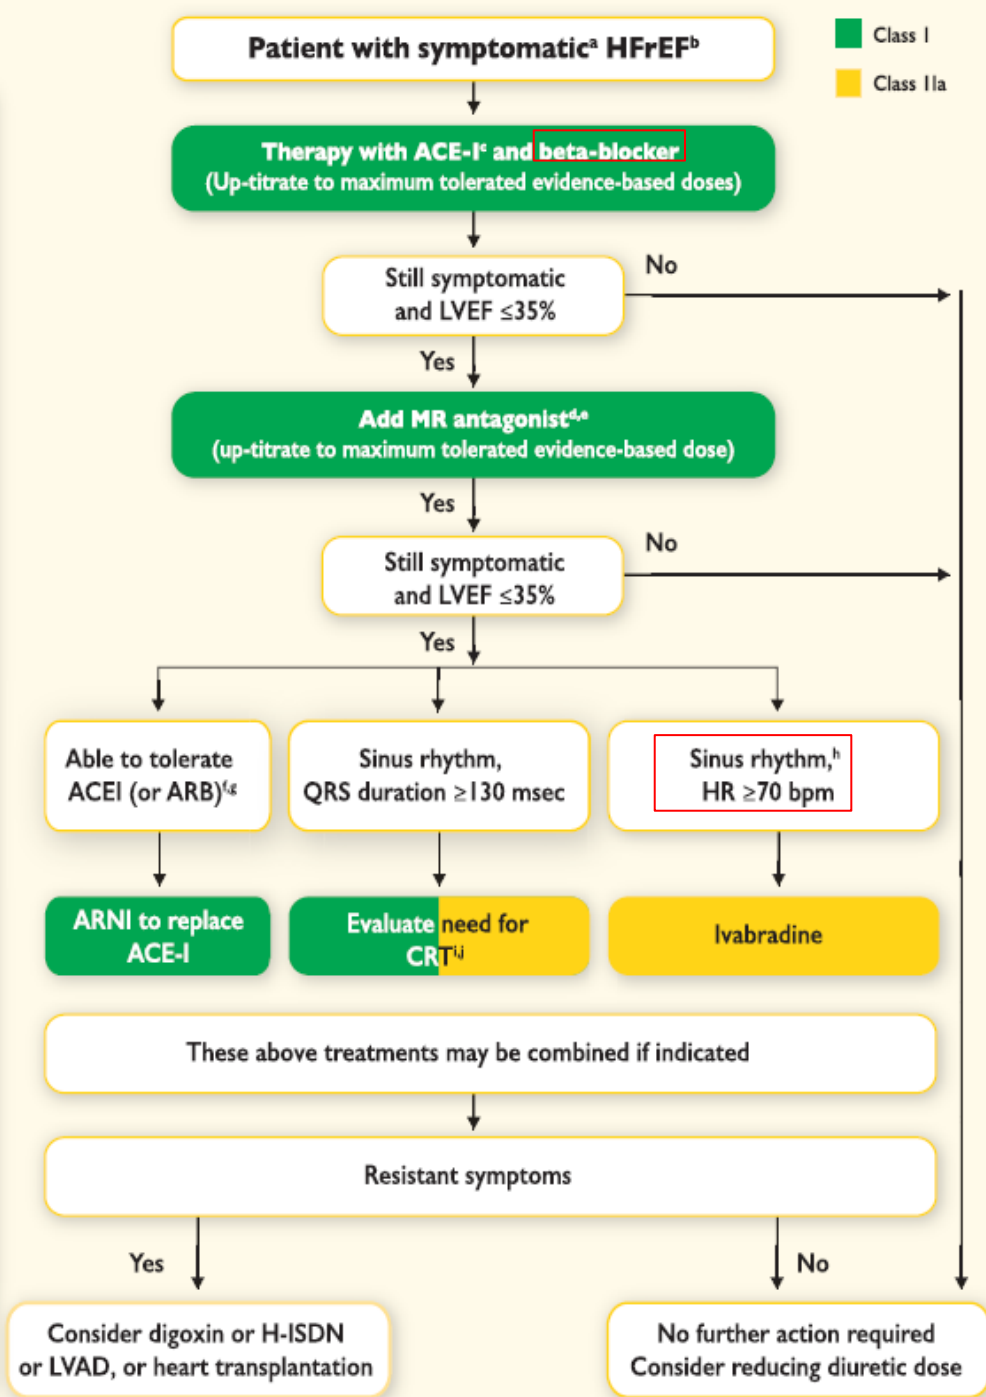 Patient with symptomaticᵃ HFrEFᵇ
Class I
Class IIa
Therapy with ACE-Iᶜ and beta-blocker
(Up-titrate to maximum tolerated evidence-based doses)
Still symptomatic
and LVEF ≤35%
No
Yes
Add MR antagonistᵈ,ᵉ
(up-titrate to maximum tolerated evidence-based dose)
Yes
Still symptomatic
and LVEF ≤35%
No
Yes
Able to tolerate
ACEI (or ARB)ᶠ,ᵍ
Sinus rhythm,
QRS duration ≥130 msec
Sinus rhythm,ʰ
HR ≥70 bpm
ARNI to replace
ACE-I
Evaluate need for
CRTⁱ,ʲ
Ivabradine
These above treatments may be combined if indicated
Resistant symptoms
Yes
No
Consider digoxin or H-ISDN
or LVAD, or heart transplantation
No further action required
Consider reducing diuretic dose